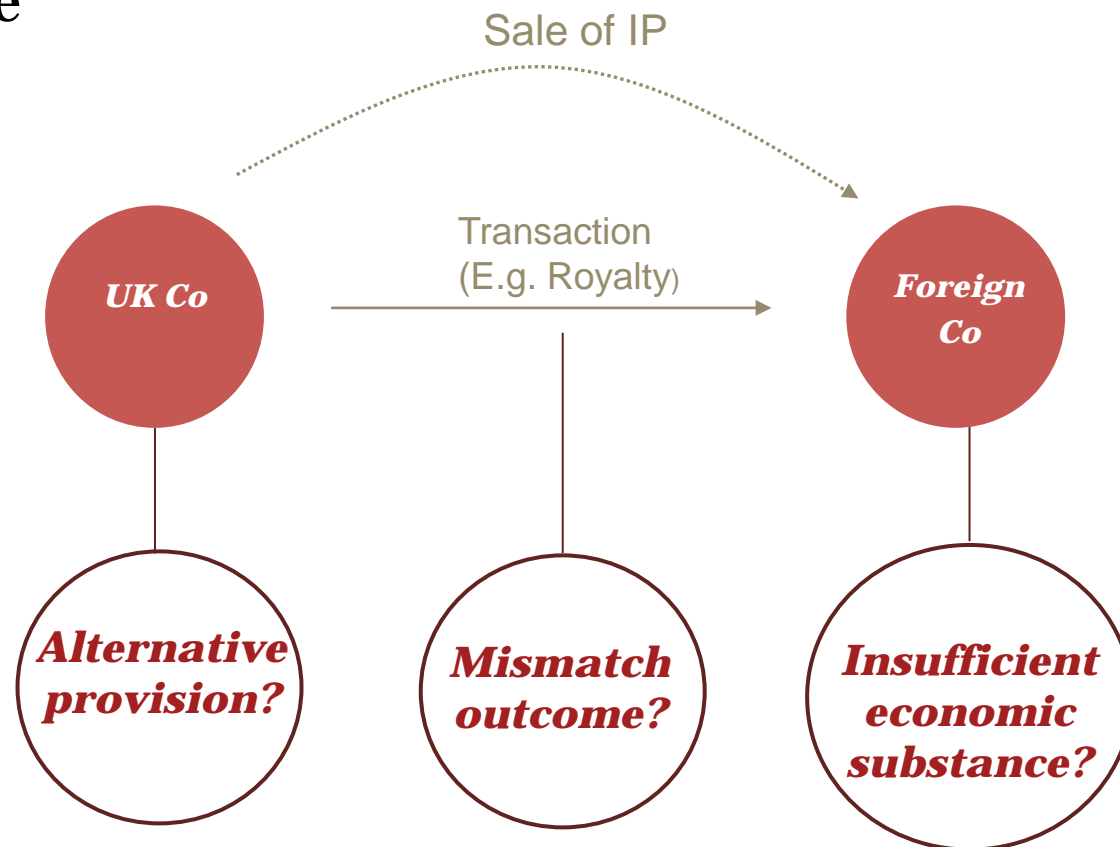 e
Sale of IP
Transaction
(E.g. Royalty)
UK Co
Foreign
Co
Alternative
provision?
Mismatch
outcome?
Insufficient
economic
substance?